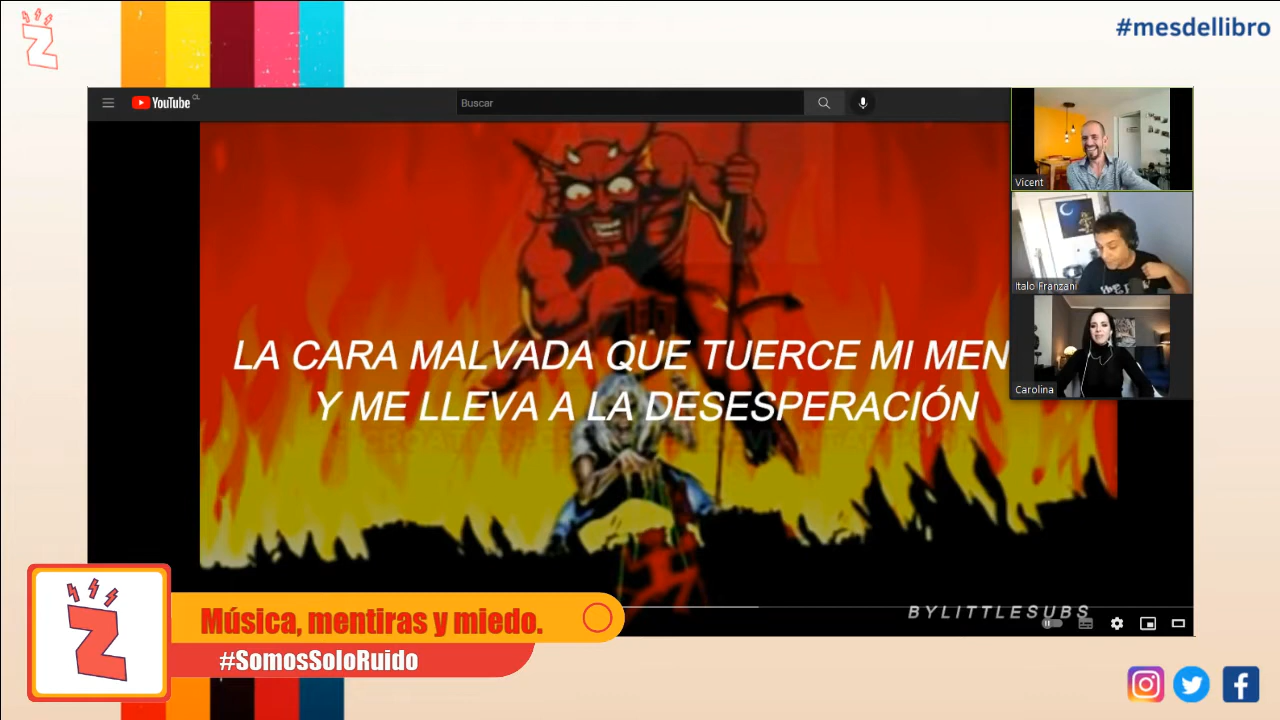 #mesdellibro
YouTube CL
Buscar
Vicent
Italo Franzani
Carolina
LA CARA MALVADA QUE TUERCE MI MEN
Y ME LLEVA A LA DESESPERACIÓN
BYLITTLESUBS
Z
Música, mentiras y miedo.
#SomosSoloRuido